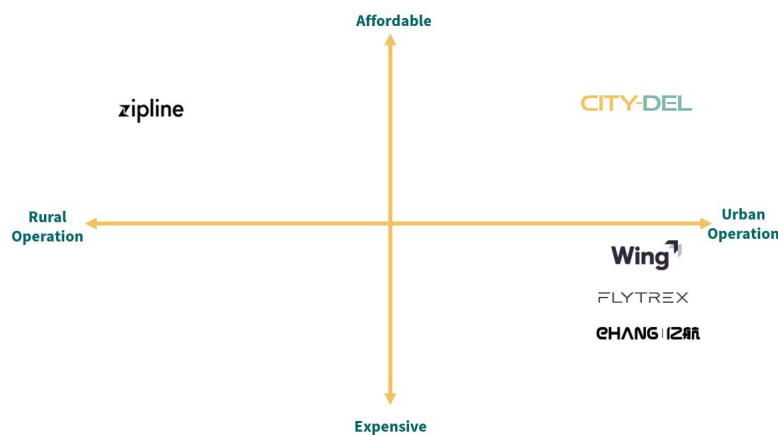 Affordable
zipline
CITY-DEL
Rural
Operation
Urban
Operation
Wing
FLYTREX
EHANG 亿航
Expensive